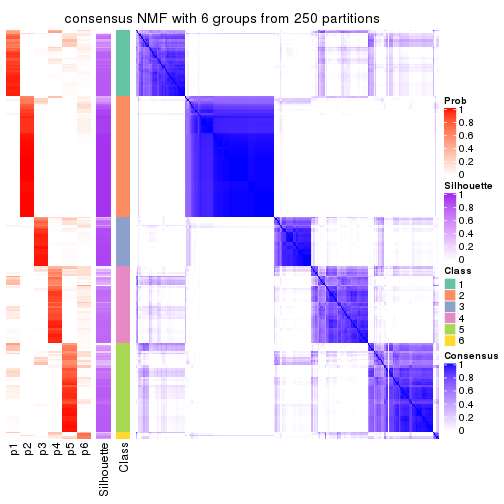 consensus NMF with 6 groups from 250 partitions
Prob
1
0.8
0.6
0.4
0.2
0
Silhouette
1
0.8
0.6
0.4
0.2
0
Class
1
2
3
4
5
6
Consensus
1
0.8
0.6
0.4
0.2
0
p1
p2
p3
p4
p5
p6
Silhouette
Class